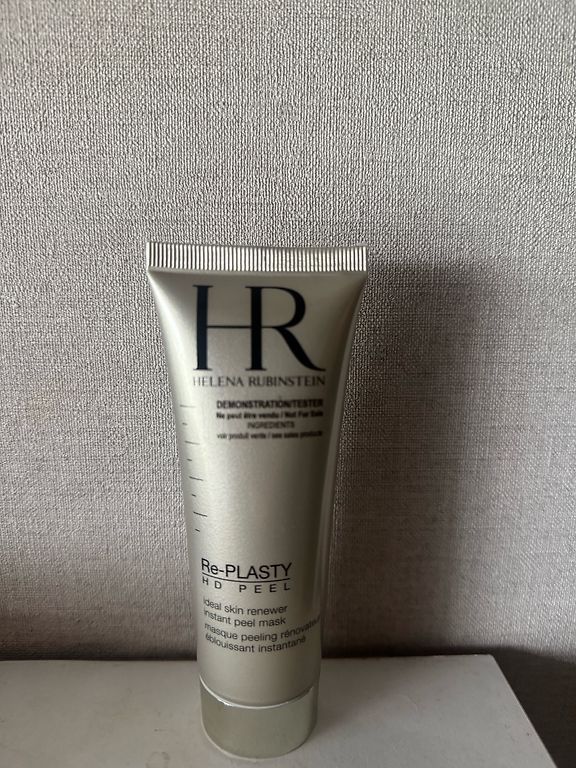 HR
HELENA RUBINSTEIN
DEMONSTRATION/TESTER
Ne peut être vendu / Not For Sale
INGREDIENTS
voir produit vente / see sales products
Re-PLASTY
HD PEEL
ideal skin renewer
instant peel mask
masque peeling rénovateur
éblouissant instantané